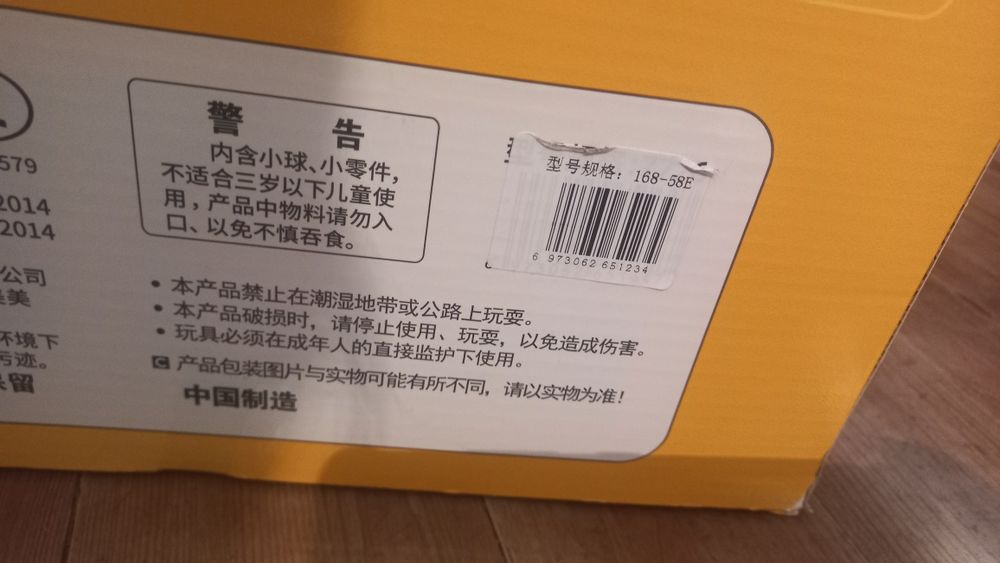 警 告
内含小球、小零件,
不适合三岁以下儿童使
用,产品中物料请勿入
口、以免不慎吞食。
型号规格: 168-58E
6 973062 651234
579
2014
2014
公司
美
环境下
污迹。
保留
• 本产品禁止在潮湿地带或公路上玩耍。
• 本产品破损时,请停止使用、玩耍,以免造成伤害。
• 玩具必须在成年人的直接监护下使用。
C 产品包装图片与实物可能有所不同,请以实物为准!
中国制造